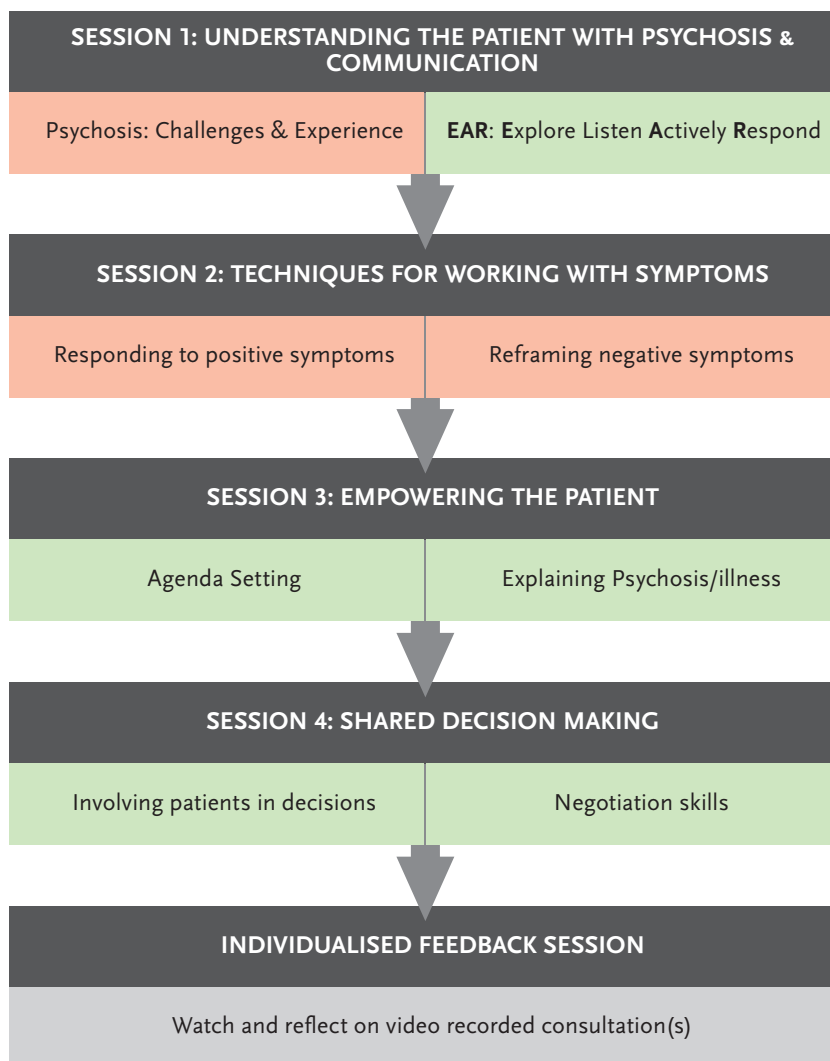 SESSION 1: UNDERSTANDING THE PATIENT WITH PSYCHOSIS &
COMMUNICATION
Psychosis: Challenges & Experience
EAR: Explore Listen Actively Respond
SESSION 2: TECHNIQUES FOR WORKING WITH SYMPTOMS
Responding to positive symptoms
Reframing negative symptoms
SESSION 3: EMPOWERING THE PATIENT
Agenda Setting
Explaining Psychosis/illness
SESSION 4: SHARED DECISION MAKING
Involving patients in decisions
Negotiation skills
INDIVIDUALISED FEEDBACK SESSION
Watch and reflect on video recorded consultation(s)